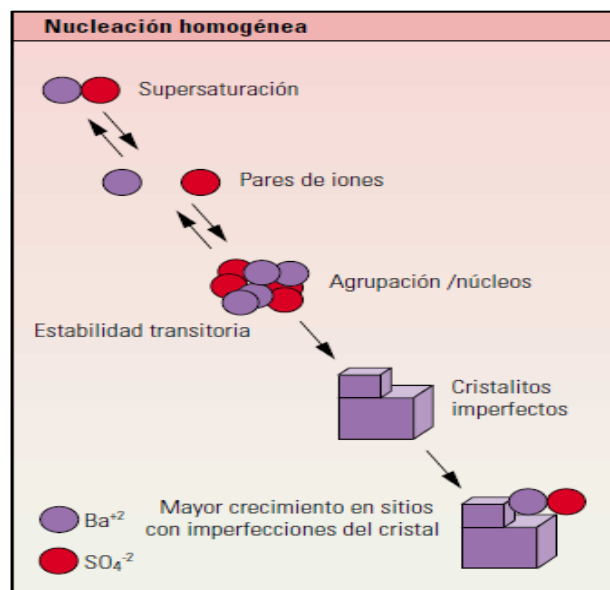 Nucleación homogénea
Supersaturación
Pares de iones
Agrupación /núcleos
Estabilidad transitoria
Cristalitos
imperfectos
Mayor crecimiento en sitios
con imperfecciones del cristal
Ba⁺²
SO₄⁻²